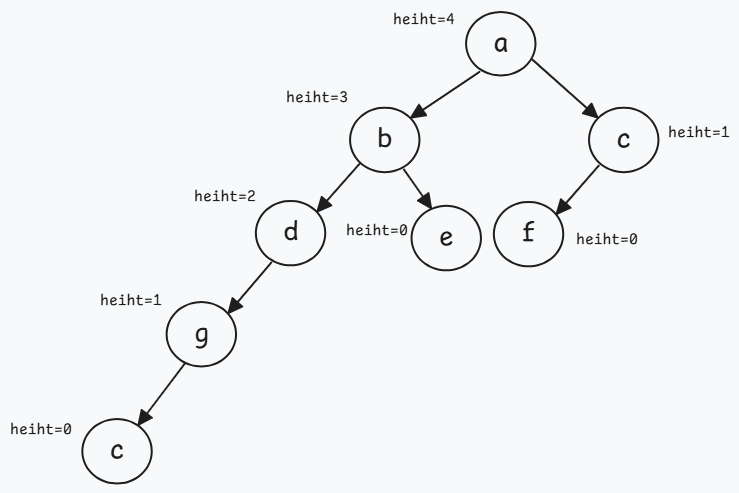 heiht=4
a
heiht=3
b
c
heiht=1
heiht=2
d
heiht=0
e
f
heiht=0
heiht=1
g
heiht=0
c